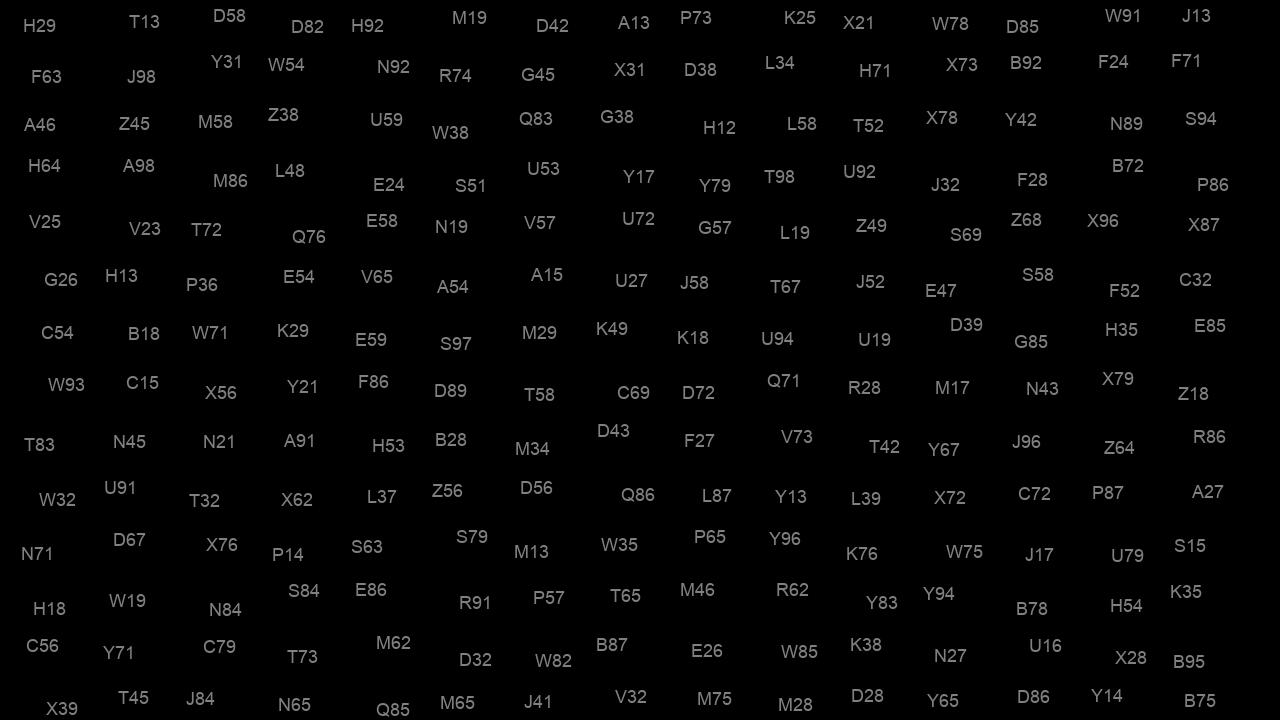 H29 T13 D58 D82 H92 M19 D42 A13 P73 K25 X21 W78 D85 W91 J13
F63 J98 Y31 W54 N92 R74 G45 X31 D38 L34 H71 X73 B92 F24 F71
A46 Z45 M58 Z38 U59 W38 Q83 G38 H12 L58 T52 X78 Y42 N89 S94
H64 A98 M86 L48 E24 S51 U53 Y17 Y79 T98 U92 J32 F28 B72 P86
V25 V23 T72 Q76 E58 N19 V57 U72 G57 L19 Z49 S69 Z68 X96 X87
G26 H13 P36 E54 V65 A54 A15 U27 J58 T67 J52 E47 S58 F52 C32
C54 B18 W71 K29 E59 S97 M29 K49 K18 U94 U19 D39 G85 H35 E85
W93 C15 X56 Y21 F86 D89 T58 C69 D72 Q71 R28 M17 N43 X79 Z18
T83 N45 N21 A91 H53 B28 M34 D43 F27 V73 T42 Y67 J96 Z64 R86
W32 U91 T32 X62 L37 Z56 D56 Q86 L87 Y13 L39 X72 C72 P87 A27
N71 D67 X76 P14 S63 S79 M13 W35 P65 Y96 K76 W75 J17 U79 S15
H18 W19 N84 S84 E86 R91 P57 T65 M46 R62 Y83 Y94 B78 H54 K35
C56 Y71 C79 T73 M62 D32 W82 B87 E26 W85 K38 N27 U16 X28 B95
X39 T45 J84 N65 Q85 M65 J41 V32 M75 M28 D28 Y65 D86 Y14 B75